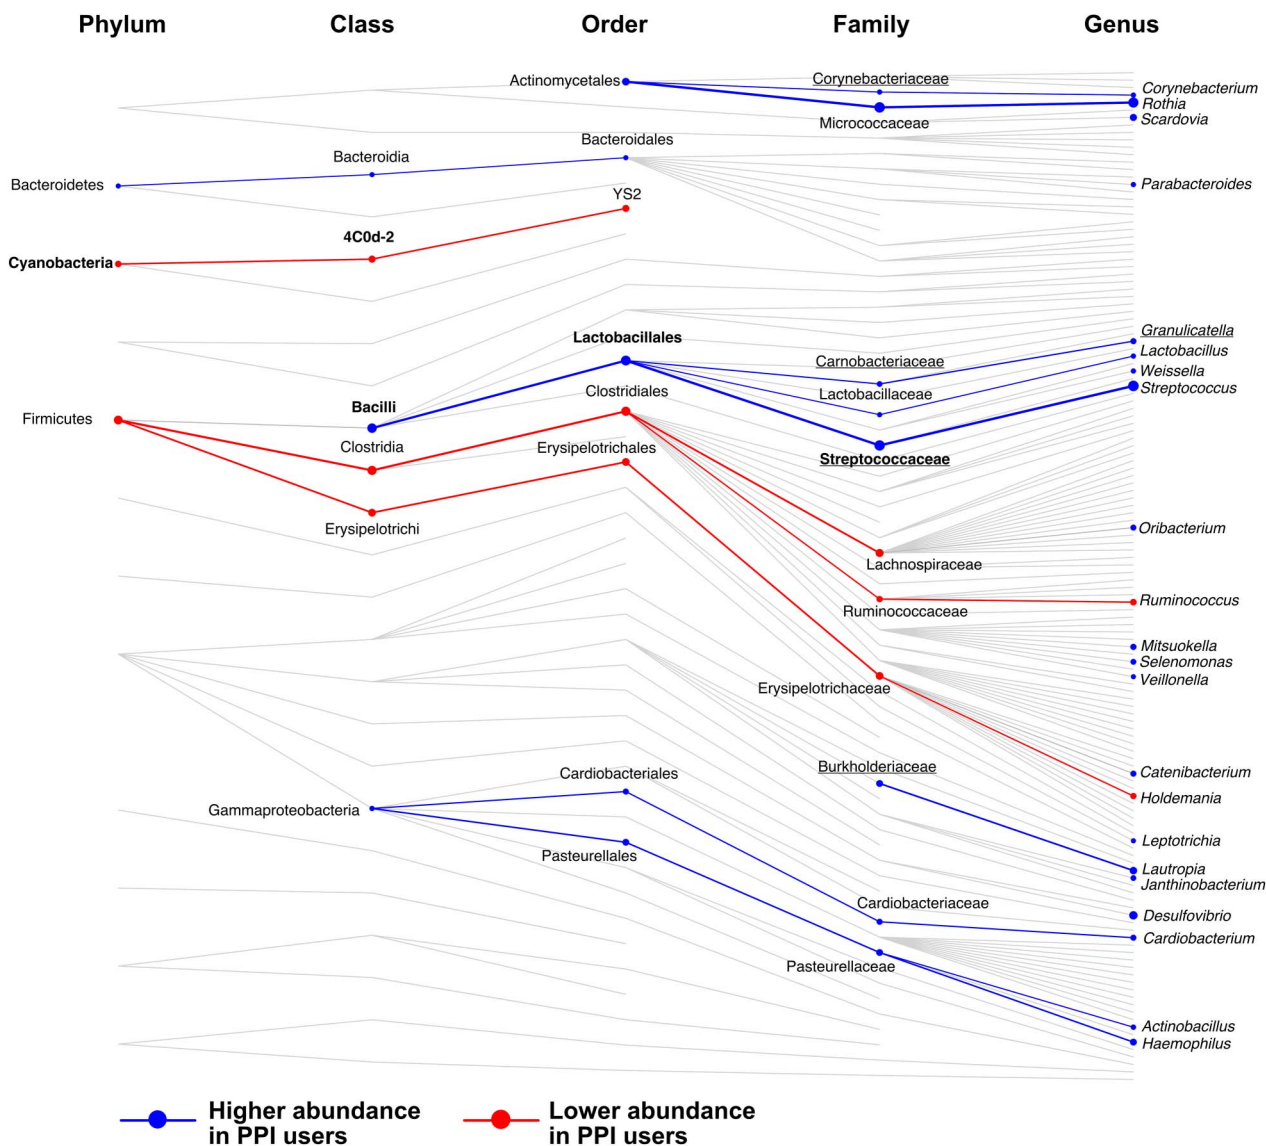 Phylum Class Order Family Genus
Actinomycetales
Corynebacteriaceae
Corynebacterium
Rothia
Micrococcaceae
Scardovia
Bacteroidales
Bacteroidia
Bacteroidetes
Parabacteroides
YS2
4C0d-2
Cyanobacteria
Granulicatella
Lactobacillales
Lactobacillus
Carnobacteriaceae
Weissella
Clostridiales
Lactobacillaceae
Streptococcus
Bacilli
Firmicutes
Clostridia
Erysipelotrichales
Streptococcaceae
Erysipelotrichi
Oribacterium
Lachnospiraceae
Ruminococcus
Ruminococcaceae
Mitsuokella
Selenomonas
Veillonella
Erysipelotrichaceae
Burkholderiaceae
Catenibacterium
Cardiobacteriales
Holdemania
Gammaproteobacteria
Leptotrichia
Pasteurellales
Lautropia
Janthinobacterium
Cardiobacteriaceae
Desulfovibrio
Cardiobacterium
Pasteurellaceae
Actinobacillus
Haemophilus
Higher abundance
in PPI users
Lower abundance
in PPI users